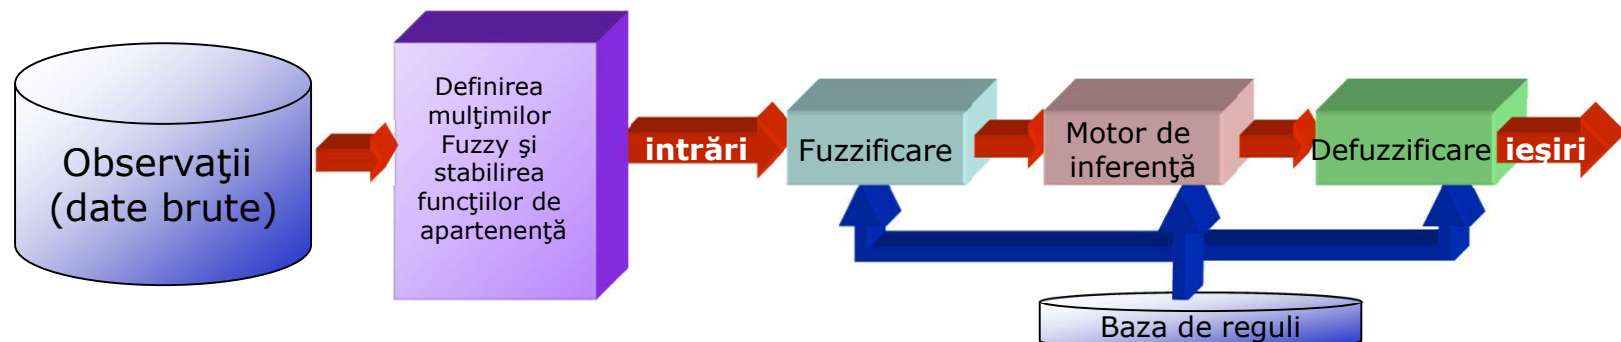 Observaţii
(date brute)
Definirea
mulţimilor
Fuzzy şi
stabilirea
funcţiilor de
apartenenţă
intrări
Fuzzificare
Motor de
inferenţă
Defuzzificare
ieşiri
Baza de reguli